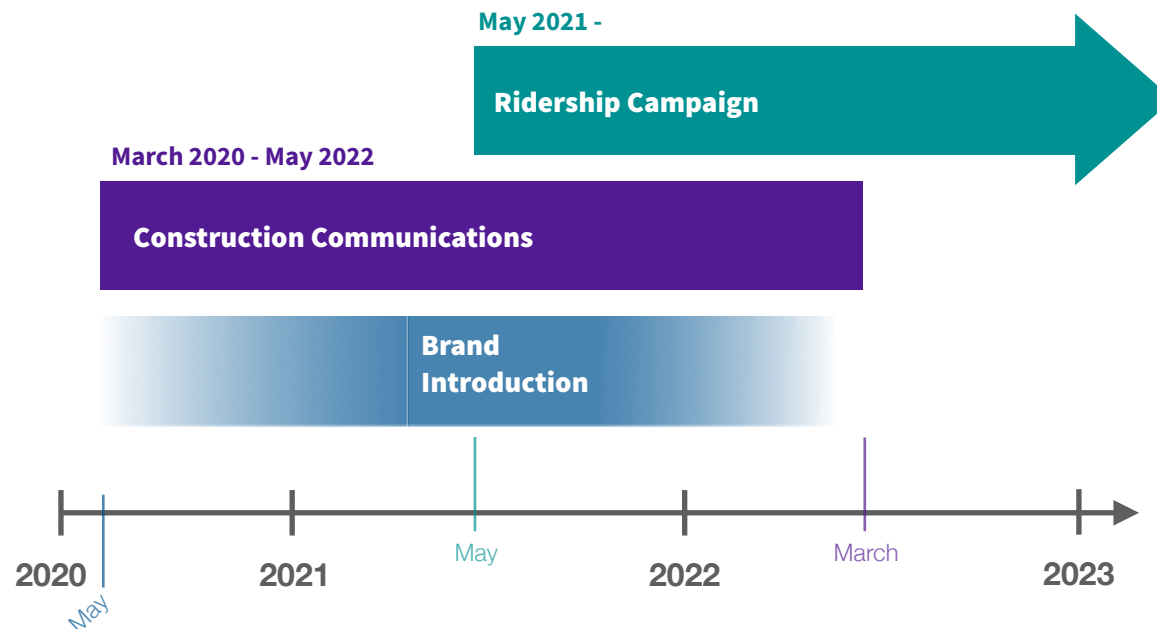 May 2021 -
Ridership Campaign
March 2020 - May 2022
Construction Communications
Brand
Introduction
May
March
2020
2021
2022
2023
May